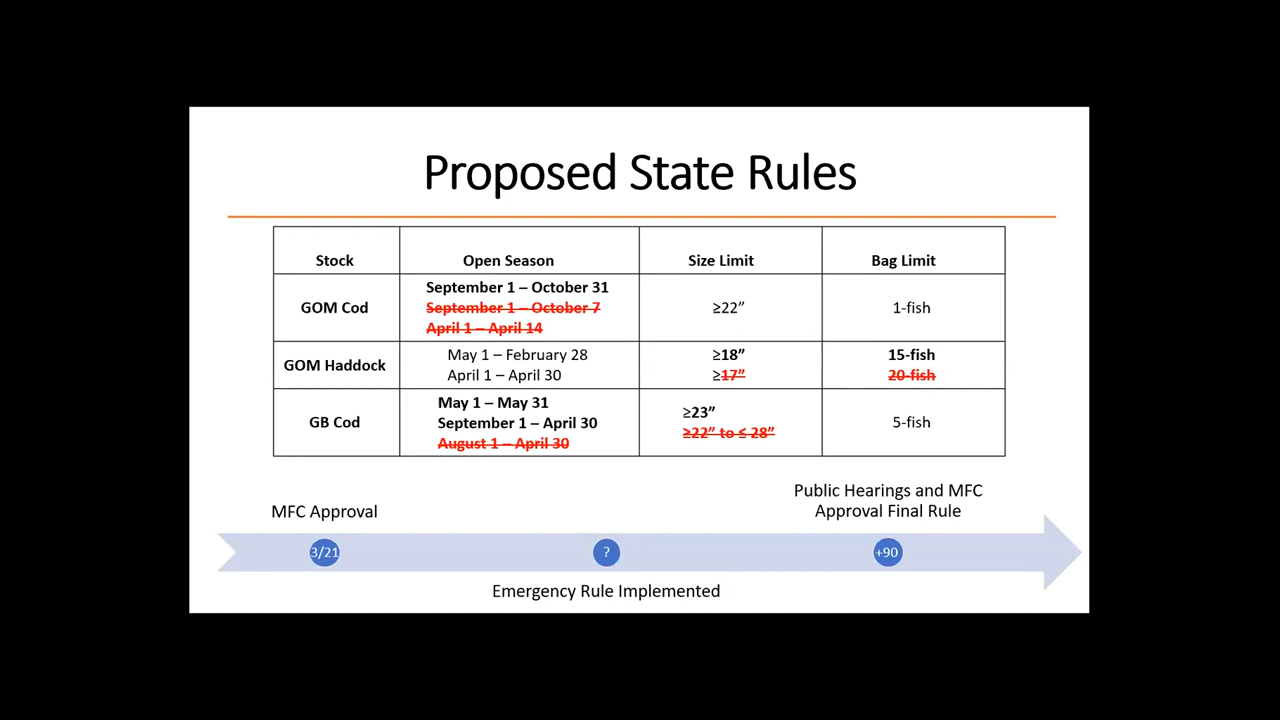 Proposed State Rules
Stock
Open Season
Size Limit
Bag Limit
GOM Cod
September 1 – October 31
September 1 – October 7
April 1 – April 14
≥22”
1-fish
GOM Haddock
May 1 – February 28
April 1 – April 30
≥18”
≥17”
15-fish
20-fish
GB Cod
May 1 – May 31
September 1 – April 30
August 1 – April 30
≥23”
≥22” to ≤ 28”
5-fish
MFC Approval
Public Hearings and MFC
Approval Final Rule
3/21
?
+90
Emergency Rule Implemented